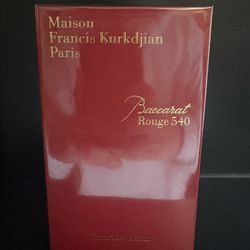 Maison
Francis Kurkdjian
Paris
Baccarat
Rouge 540